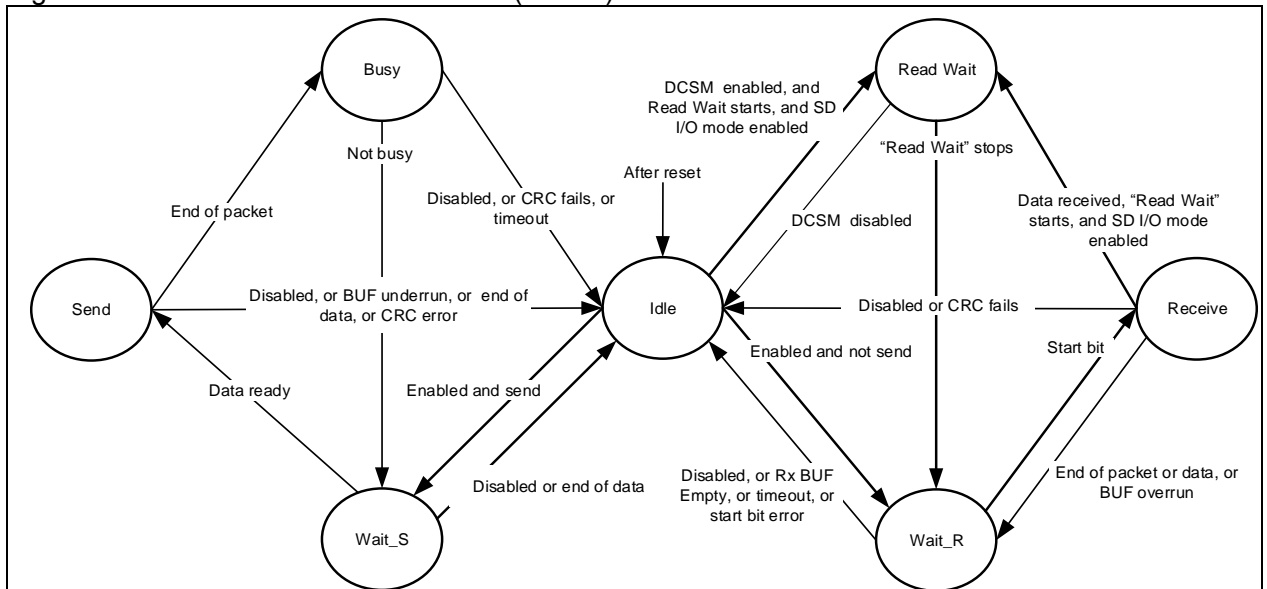 Busy
Read Wait
DCSM enabled, and
Read Wait starts, and SD
I/O mode enabled
Not busy
"Read Wait" stops
After reset
End of packet
Disabled, or CRC fails, or
timeout
DCSM disabled
Data received, "Read Wait"
starts, and SD I/O mode
enabled
Send
Disabled, or BUF underrun, or end of
data, or CRC error
Idle
Disabled or CRC fails
Receive
Enabled and not send
Start bit
Data ready
Enabled and send
Disabled or end of data
Disabled, or Rx BUF
Empty, or timeout, or
start bit error
End of packet or data, or
BUF overrun
Wait_S
Wait_R